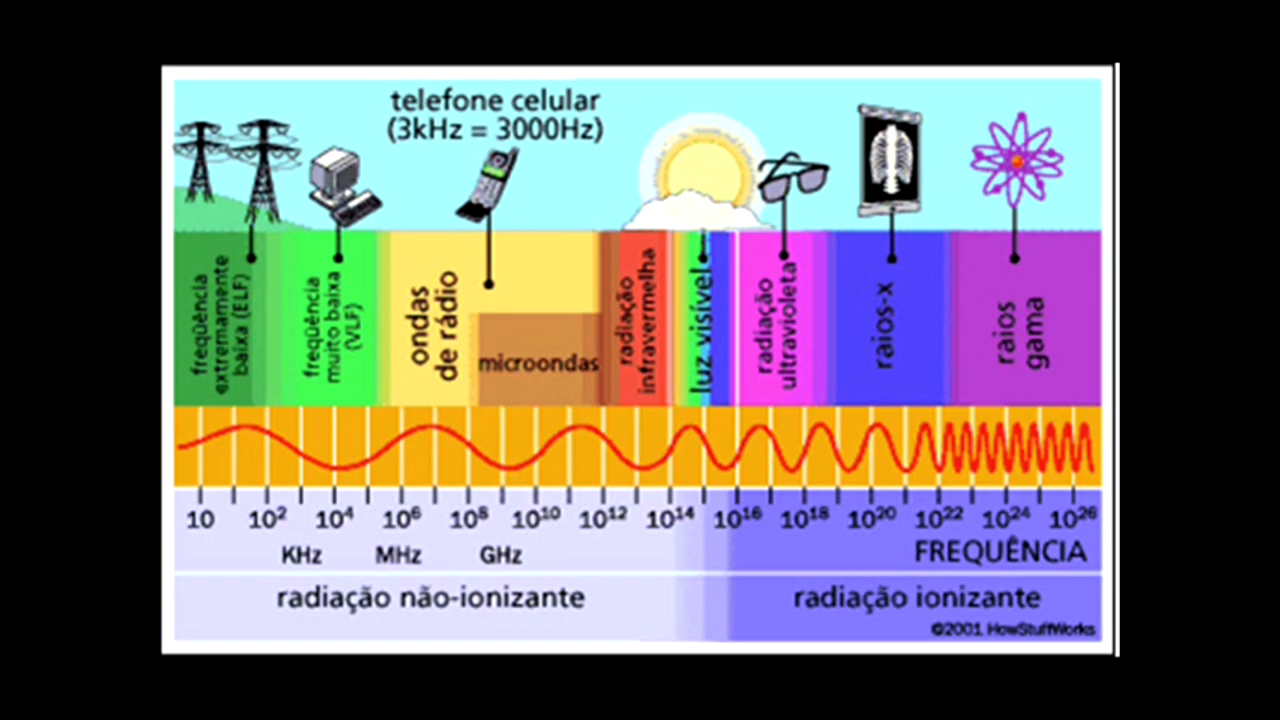 telefone celular
(3kHz = 3000Hz)
freqüência
extremamente
baixa (ELF)
freqüência
muito baixa
(VLF)
ondas
de rádio
microondas
radiação
infravermelha
luz visível
radiação
ultravioleta
raios-x
raios
gama
10 10² 10⁴ 10⁶ 10⁸ 10¹⁰ 10¹² 10¹⁴ 10¹⁶ 10¹⁸ 10²⁰ 10²² 10²⁴ 10²⁶
KHz MHz GHz FREQUÊNCIA
radiação não-ionizante radiação ionizante
©2001 HowStuffWorks